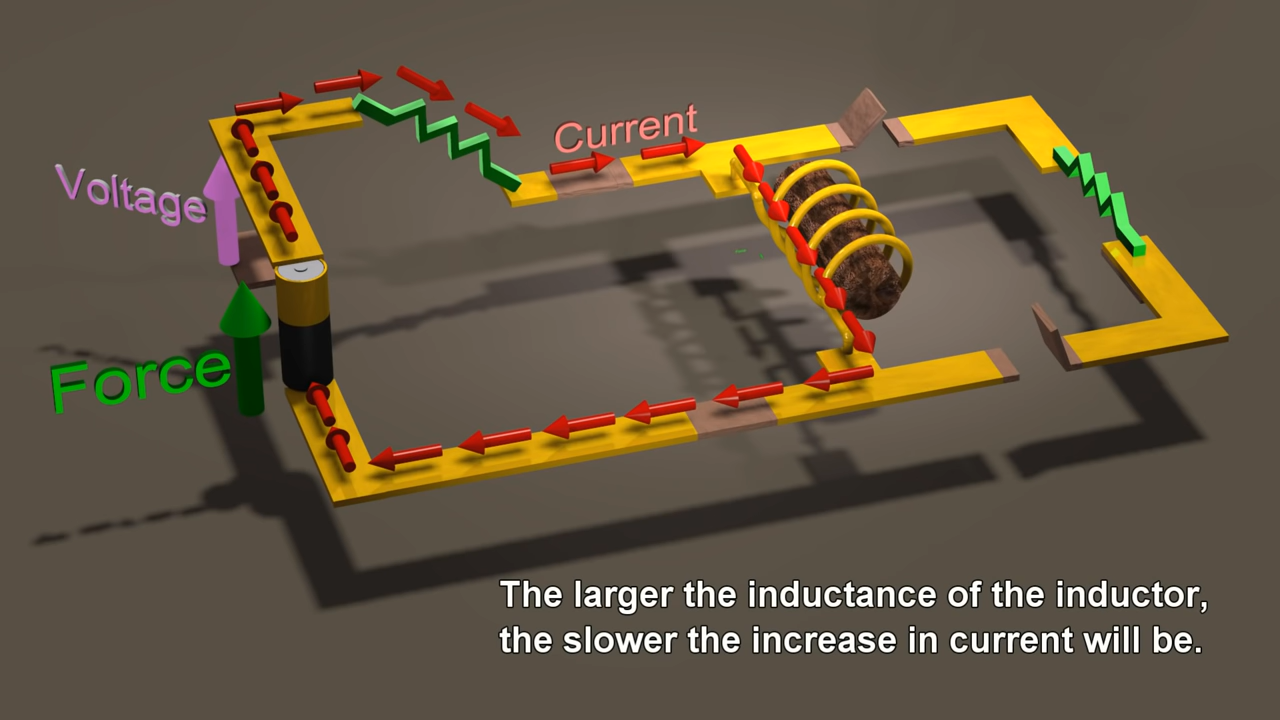 Current
Voltage
Force
The larger the inductance of the inductor,
the slower the increase in current will be.